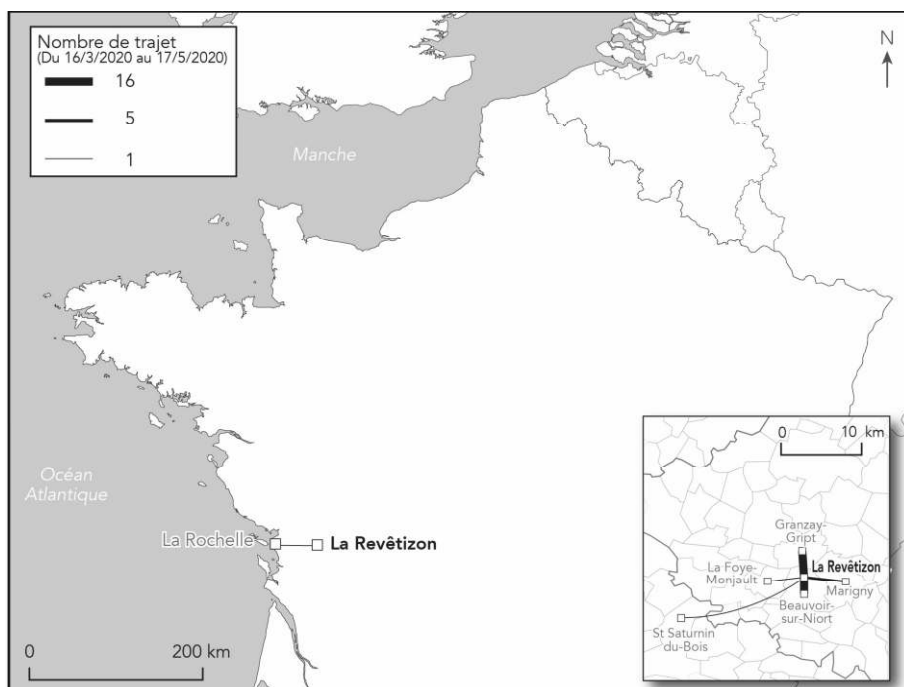 Nombre de trajet
(Du 16/3/2020 au 17/5/2020)
16
5
1
N
Manche
Océan
Atlantique
La Rochelle
La Revêtizon
0 200 km
0 10 km
Granzay-
Gript
La Revêtizon
La Foye-
Monjault
Marigny
Beauvoir-
sur-Niort
St Saturnin
du-Bois